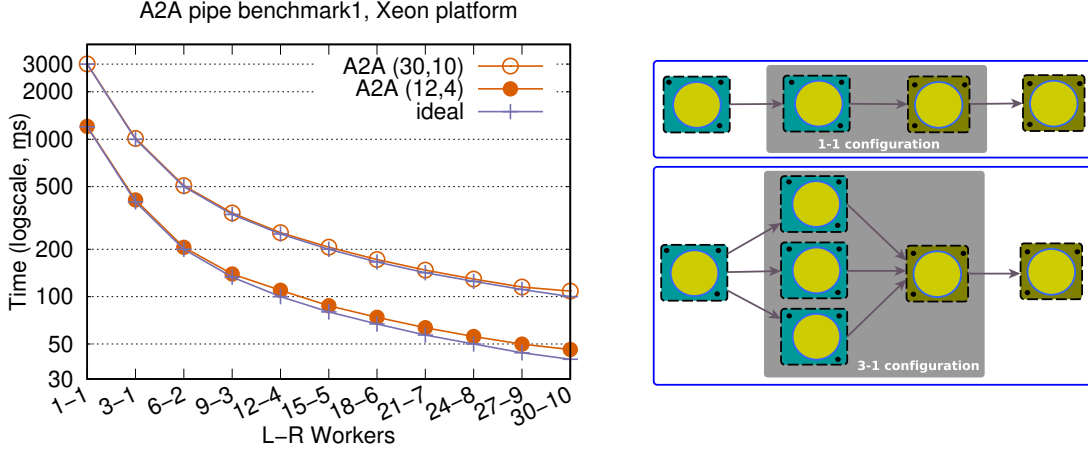 A2A pipe benchmark1, Xeon platform
Time (logscale, ms)
3000
2000
1000
500
200
100
50
30
A2A (30,10)
A2A (12,4)
ideal
1−1
3−1
6−2
9−3
12−4
15−5
18−6
21−7
24−8
27−9
30−10
L−R Workers
1-1 configuration
3-1 configuration